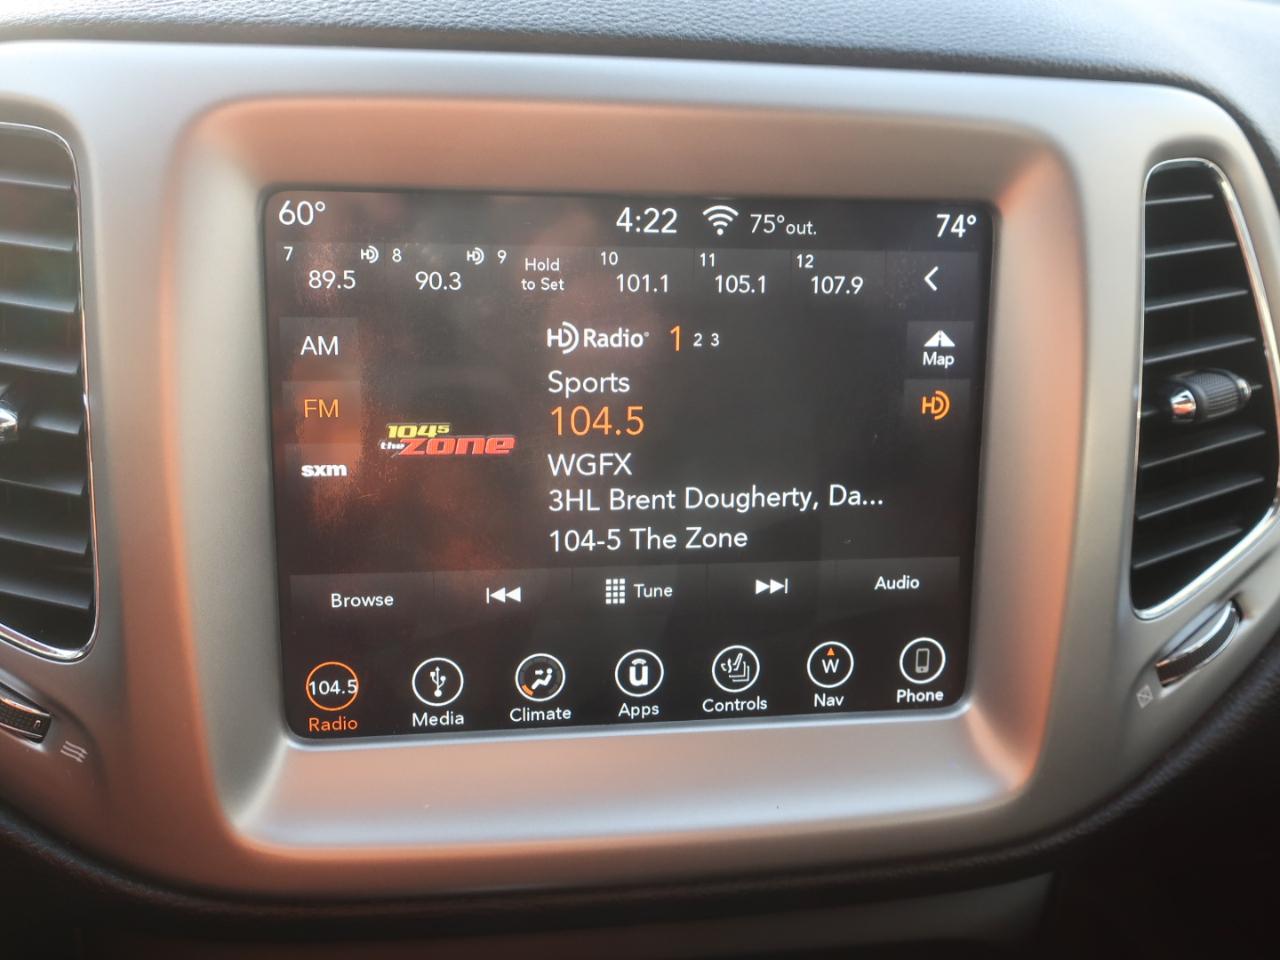 60° 4:22 75°out. 74°
7 HD 8 HD 9 10 11 12
89.5 90.3 Hold to Set 101.1 105.1 107.9
AM
HD Radio® 1 2 3
Map
Sports
FM
104.5
HD
104.5
the zone
WGFX
sxm
3HL Brent Dougherty, Da...
104-5 The Zone
Browse Tune Audio
104.5 W
Radio Media Climate Apps Controls Nav Phone